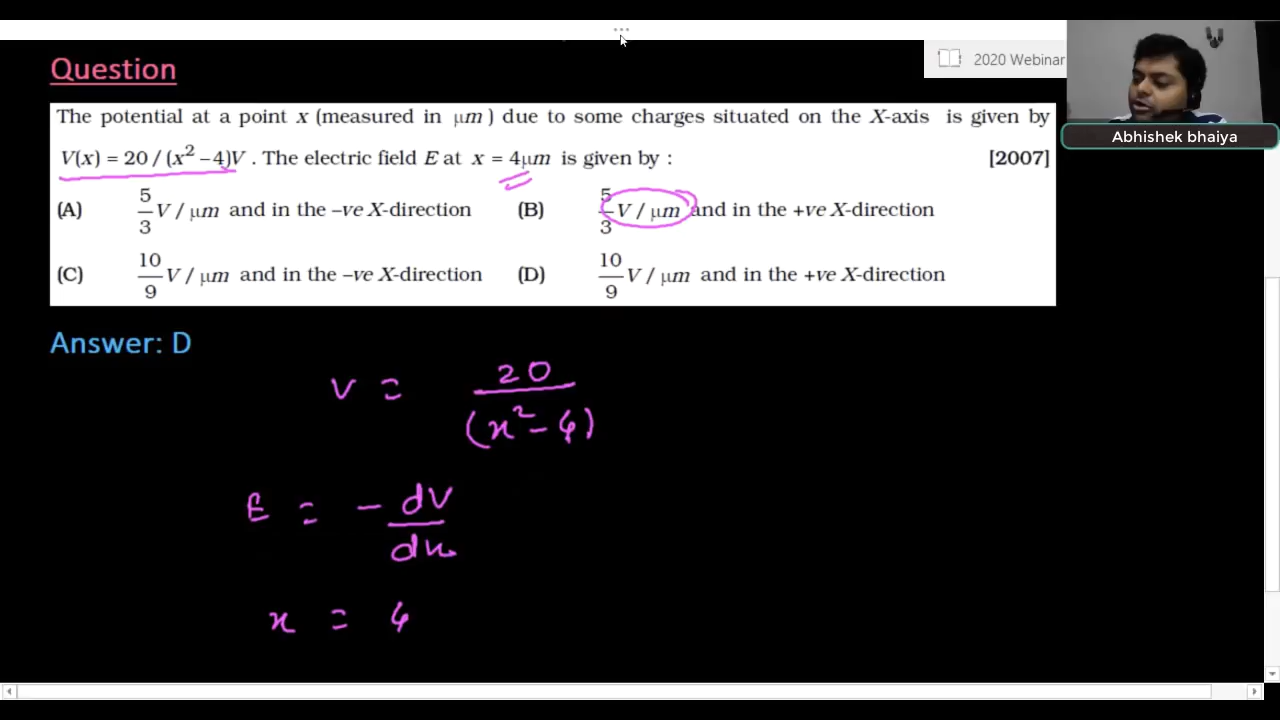 2020 Webinar
Question
Abhishek bhaiya
The potential at a point x (measured in μm ) due to some charges situated on the X-axis is given by
V(x) = 20 / (x² – 4)V . The electric field E at x = 4μm is given by : [2007]
(A) 5/3 V / μm and in the –ve X-direction (B) 5/3 V / μm and in the +ve X-direction
(C) 10/9 V / μm and in the –ve X-direction (D) 10/9 V / μm and in the +ve X-direction
Answer: D
V = 20
(x² – 4)
E = – dV
dx
x = 4